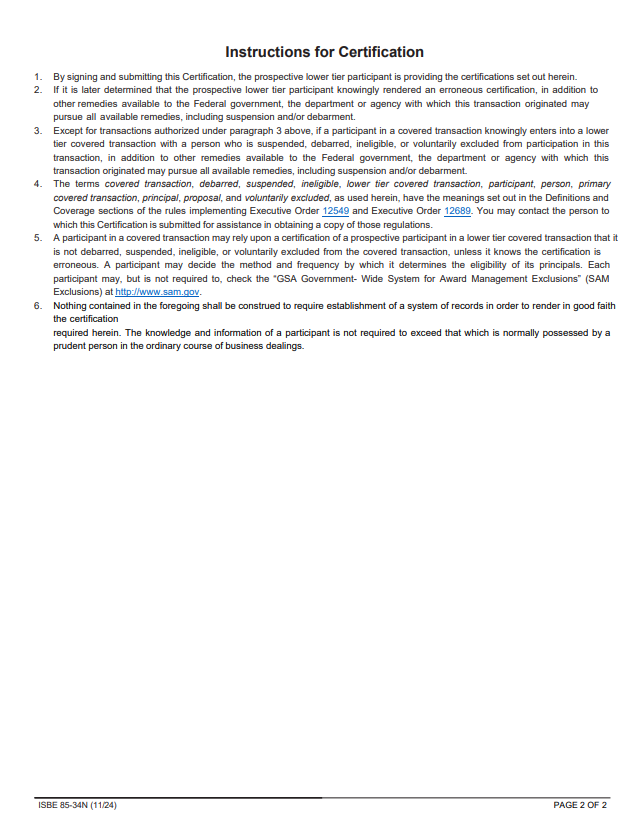 Instructions for Certification
1. By signing and submitting this Certification, the prospective lower tier participant is providing the certifications set out herein.
2. If it is later determined that the prospective lower tier participant knowingly rendered an erroneous certification, in addition to
other remedies available to the Federal government, the department or agency with which this transaction originated may
pursue all available remedies, including suspension and/or debarment.
3. Except for transactions authorized under paragraph 3 above, if a participant in a covered transaction knowingly enters into a lower
tier covered transaction with a person who is suspended, debarred, ineligible, or voluntarily excluded from participation in this
transaction, in addition to other remedies available to the Federal government, the department or agency with which this
transaction originated may pursue all available remedies, including suspension and/or debarment.
4. The terms covered transaction, debarred, suspended, ineligible, lower tier covered transaction, participant, person, primary
covered transaction, principal, proposal, and voluntarily excluded, as used herein, have the meanings set out in the Definitions and
Coverage sections of the rules implementing Executive Order 12549 and Executive Order 12689. You may contact the person to
which this Certification is submitted for assistance in obtaining a copy of those regulations.
5. A participant in a covered transaction may rely upon a certification of a prospective participant in a lower tier covered transaction that it
is not debarred, suspended, ineligible, or voluntarily excluded from the covered transaction, unless it knows the certification is
erroneous. A participant may decide the method and frequency by which it determines the eligibility of its principals. Each
participant may, but is not required to, check the “GSA Government- Wide System for Award Management Exclusions” (SAM
Exclusions) at http://www.sam.gov.
6. Nothing contained in the foregoing shall be construed to require establishment of a system of records in order to render in good faith
the certification
required herein. The knowledge and information of a participant is not required to exceed that which is normally possessed by a
prudent person in the ordinary course of business dealings.
ISBE 85-34N (11/24)
PAGE 2 OF 2